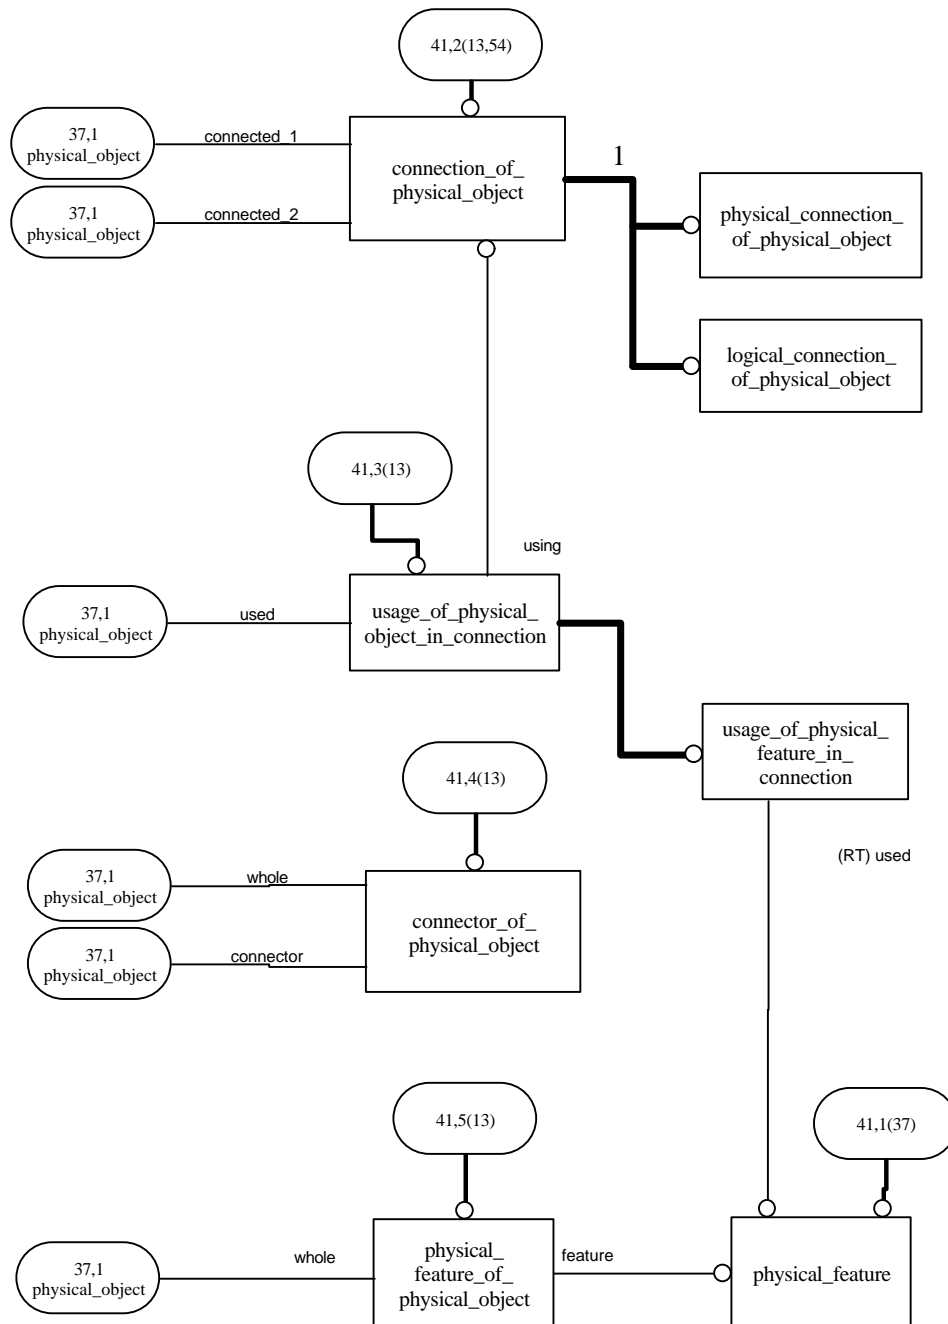 41,2(13,54)
37,1
physical_object
connected_1
connection_of_
physical_object
1
37,1
physical_object
connected_2
physical_connection_
of_physical_object
logical_connection_
of_physical_object
41,3(13)
using
37,1
physical_object
used
usage_of_physical_
object_in_connection
usage_of_physical_
feature_in_
connection
41,4(13)
(RT) used
37,1
physical_object
whole
connector_of_
physical_object
37,1
physical_object
connector
41,5(13)
41,1(37)
37,1
physical_object
whole
physical_
feature_of_
physical_object
feature
physical_feature